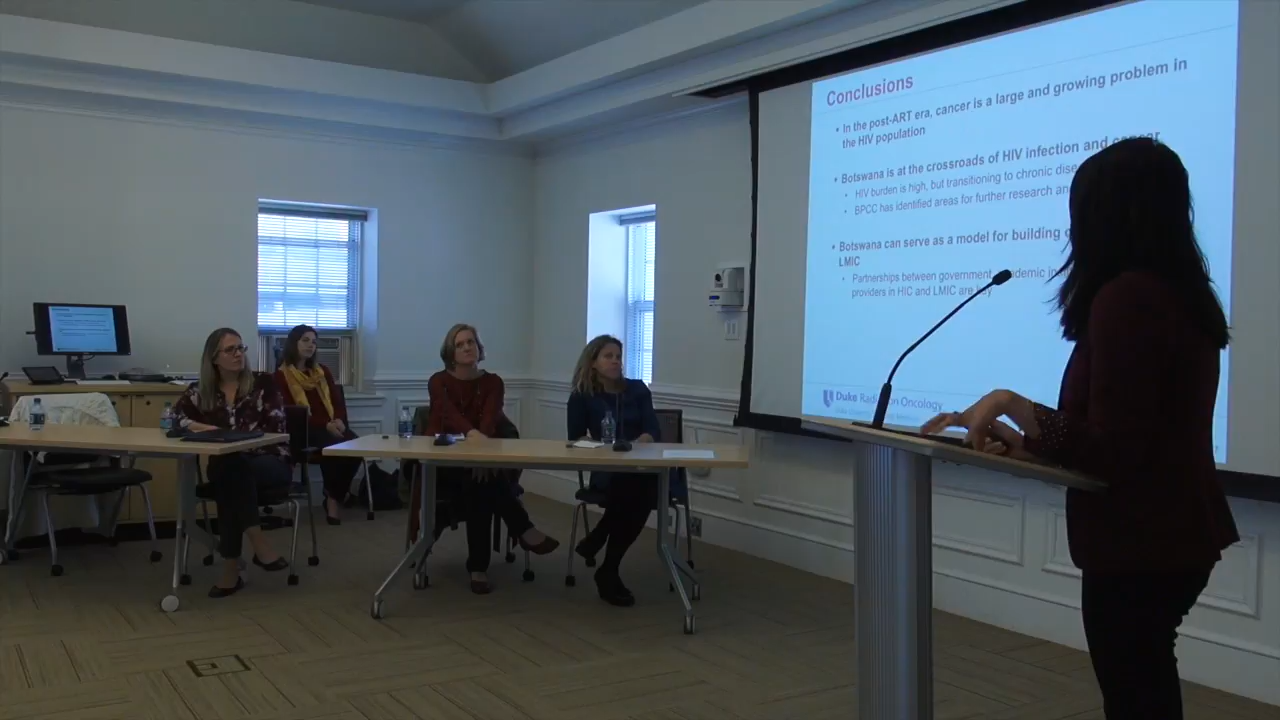 Conclusions
• In the post-ART era, cancer is a large and growing problem in
the HIV population
• Botswana is at the crossroads of HIV infection and cancer
• HIV burden is high, but transitioning to chronic
• BPCC has identified areas for further research
• Botswana can serve as a model for building
LMIC
• Partnerships between government,
providers in HIC and LMIC are key
Duke Radiation Oncology